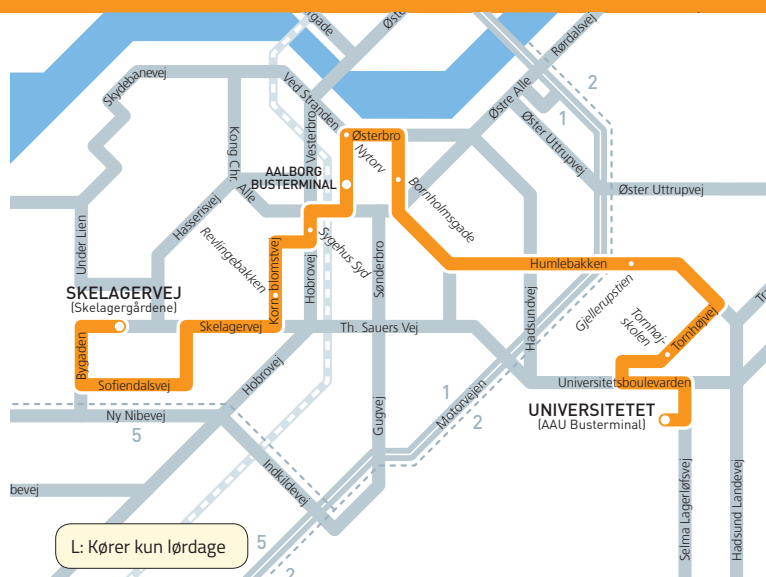 gade
Øste
Rørdalsvej
2
Skydebanevej
Ved Stranden
Østre Alle
1
Øster Uttrupvej
Kong Chr.
Alle
Vesterbro
Østerbro
Nytorv
AALBORG
BUSTERMINAL
Bornholmsgade
Øster Uttrupvej
Hasserisvej
Under Lien
Revlingebakken
Kornblomstvej
Sygehus Syd
Hobrovej
Sønderbro
Humlebakken
Gjellerupstien
Hadsundvej
SKELAGERVEJ
(Skelagergårdene)
Skelagervej
Th. Sauers Vej
Tornhøj-
skolen
Tornhøjvej
Bygaden
Sofiendalsvej
Hobrovej
Universitetsboulevarden
Ny Nibevej
5
Gugvej
1
Motorvejen
2
UNIVERSITETET
(AAU Busterminal)
Indkildevej
bevej
Selma Lagerløfsvej
Hadsund Landevej
L: Kører kun lørdage
5
2